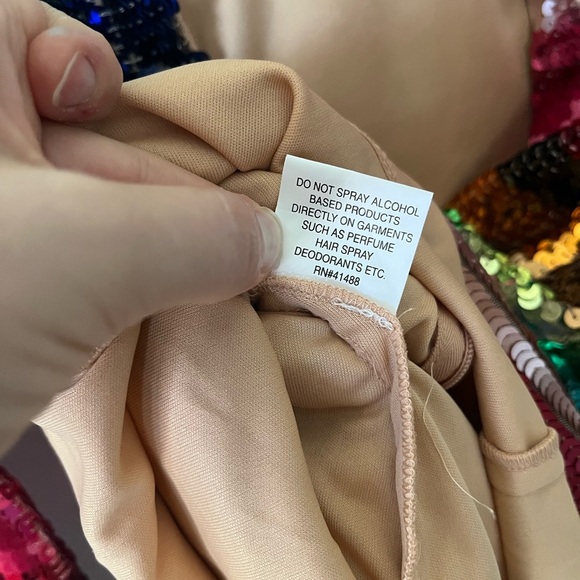 DO NOT SPRAY ALCOHOL
BASED PRODUCTS
DIRECTLY ON GARMENTS
SUCH AS PERFUME
HAIR SPRAY
DEODORANTS ETC.
RN#41488